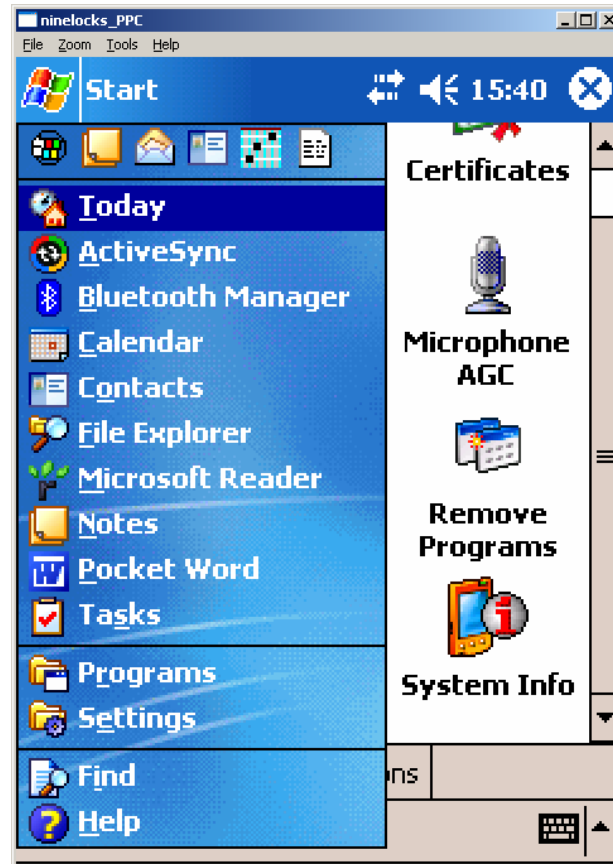 ninelocks_PPC
File Zoom Tools Help
Start 15:40
Certificates
Today
ActiveSync
Bluetooth Manager
Calendar
Microphone
AGC
Contacts
File Explorer
Microsoft Reader
Notes
Remove
Programs
Pocket Word
Tasks
Programs
System Info
Settings
Find
ns
Help